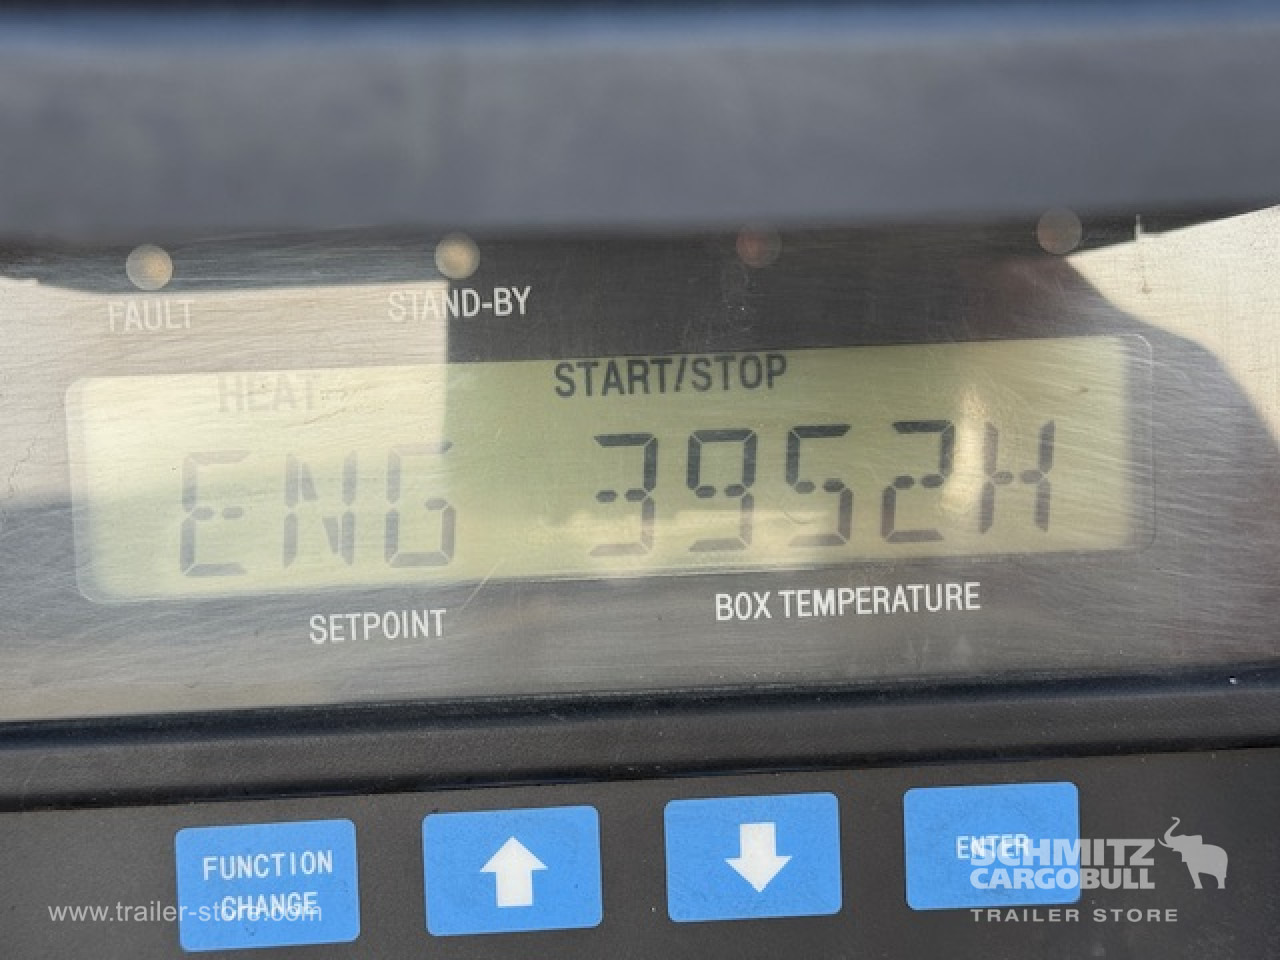 FAULT
STAND-BY
HEAT
START/STOP
ENG 3952H
SETPOINT
BOX TEMPERATURE
FUNCTION
CHANGE
ENTER
SCHMITZ
CARGOBULL
TRAILER STORE
www.trailer-store.com